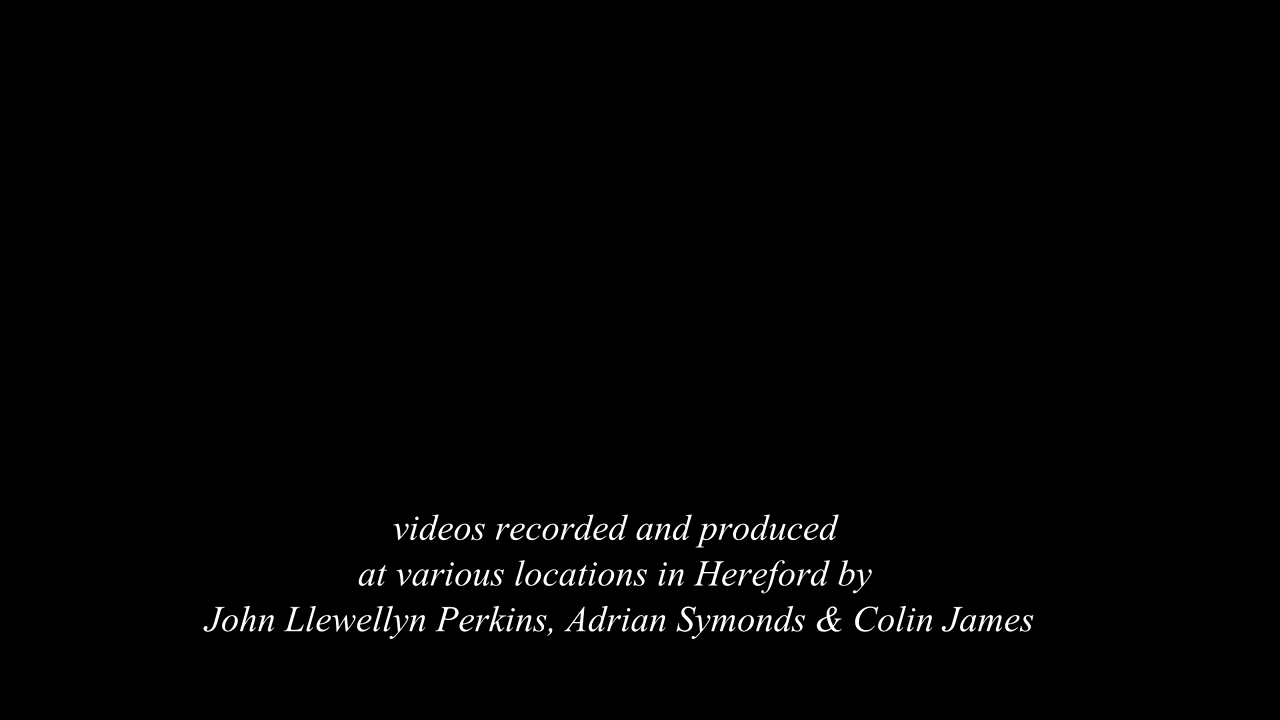 videos recorded and produced
at various locations in Hereford by
John Llewellyn Perkins, Adrian Symonds & Colin James